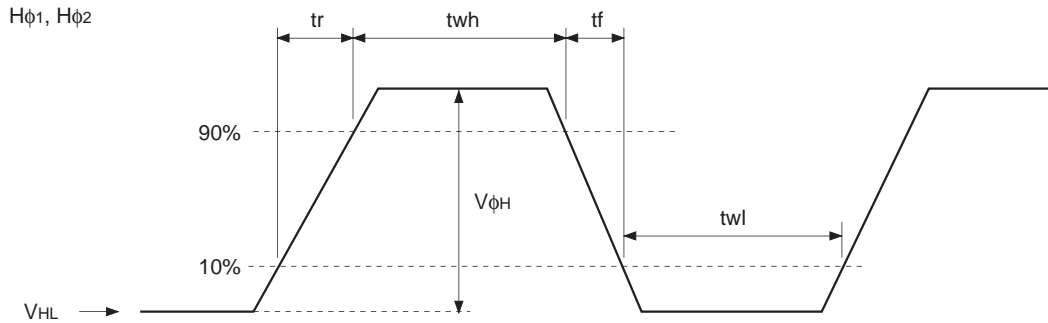 Hϕ1, Hϕ2
tr twh tf
90%
VϕH
twl
10%
VHL